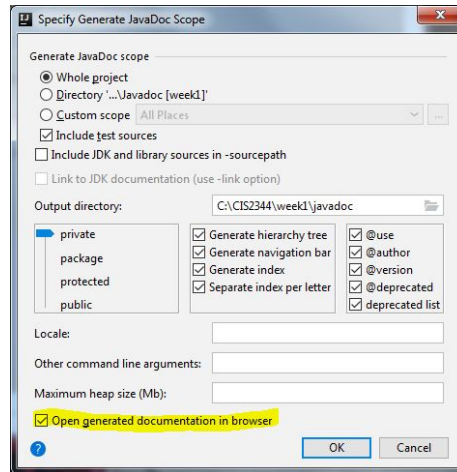 Specify Generate JavaDoc Scope
Generate JavaDoc scope
Whole project
Directory '...\Javadoc [week1]'
Custom scope All Places ...
Include test sources
Include JDK and library sources in -sourcepath
Link to JDK documentation (use -link option)
Output directory: C:\CIS2344\week1\javadoc
private
package
protected
public
Generate hierarchy tree
Generate navigation bar
Generate index
Separate index per letter
@use
@author
@version
@deprecated
deprecated list
Locale:
Other command line arguments:
Maximum heap size (Mb):
Open generated documentation in browser
? OK Cancel